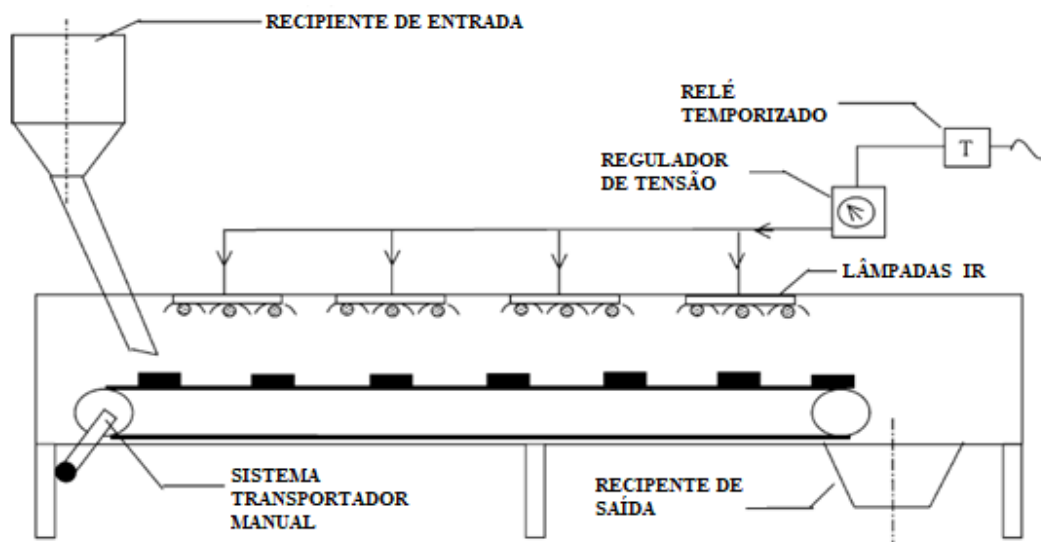 RECIPIENTE DE ENTRADA
RELÉ
TEMPORIZADO
T
REGULADOR
DE TENSÃO
LÂMPADAS IR
SISTEMA
TRANSPORTADOR
MANUAL
RECIPENTE DE
SAÍDA